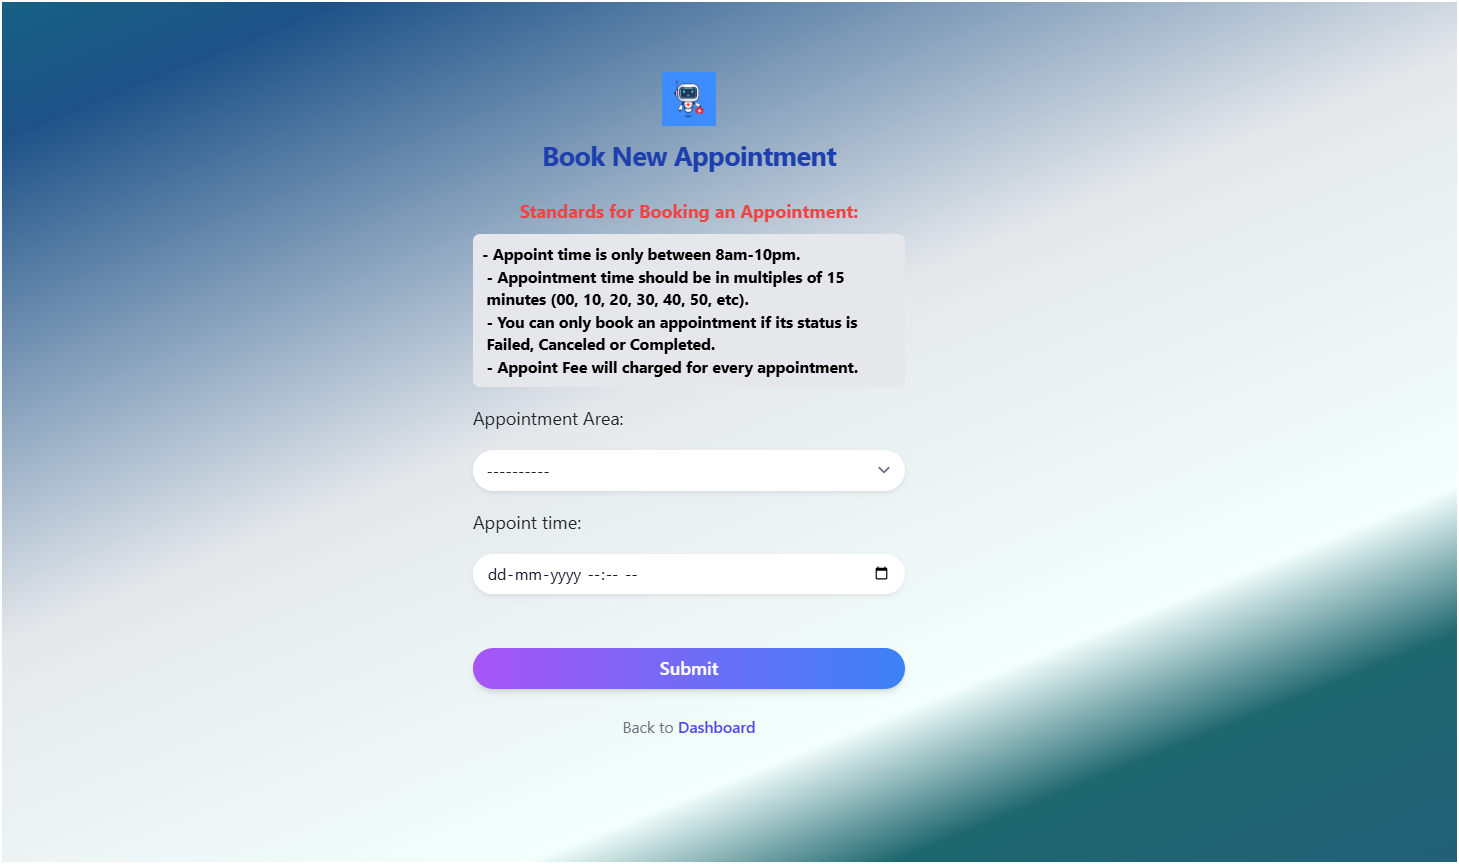 Book New Appointment
Standards for Booking an Appointment:
- Appoint time is only between 8am-10pm.
- Appointment time should be in multiples of 15
minutes (00, 10, 20, 30, 40, 50, etc).
- You can only book an appointment if its status is
Failed, Canceled or Completed.
- Appoint Fee will charged for every appointment.
Appointment Area:
----------
Appoint time:
dd-mm-yyyy --:-- --
Submit
Back to Dashboard